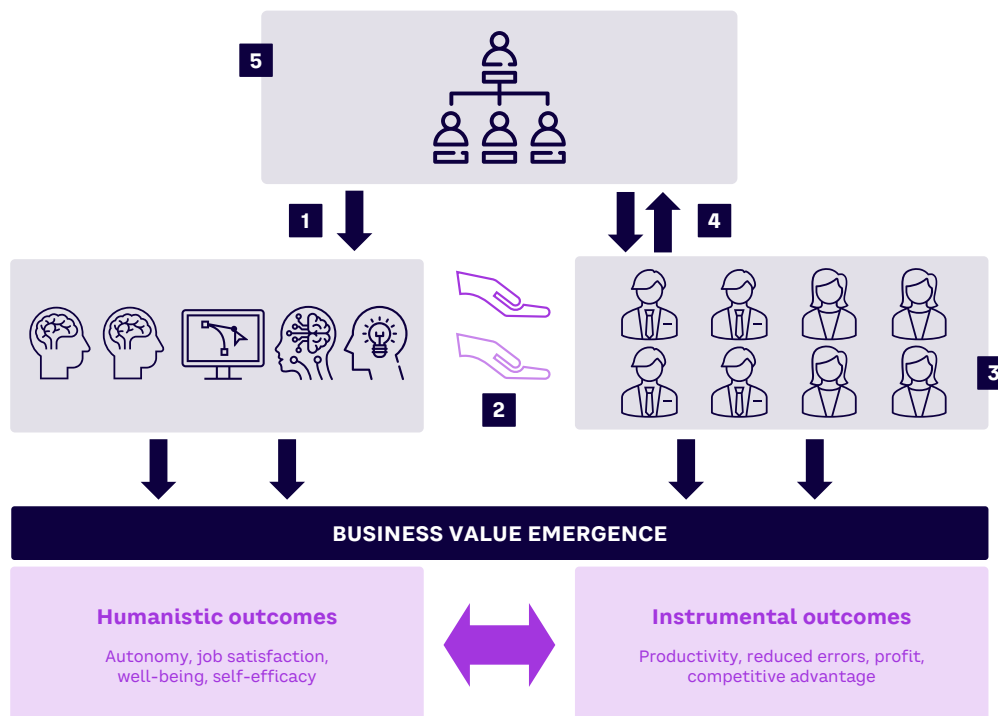 5
1
4
3
2
BUSINESS VALUE EMERGENCE
Humanistic outcomes
Autonomy, job satisfaction,
well-being, self-efficacy
Instrumental outcomes
Productivity, reduced errors, profit,
competitive advantage